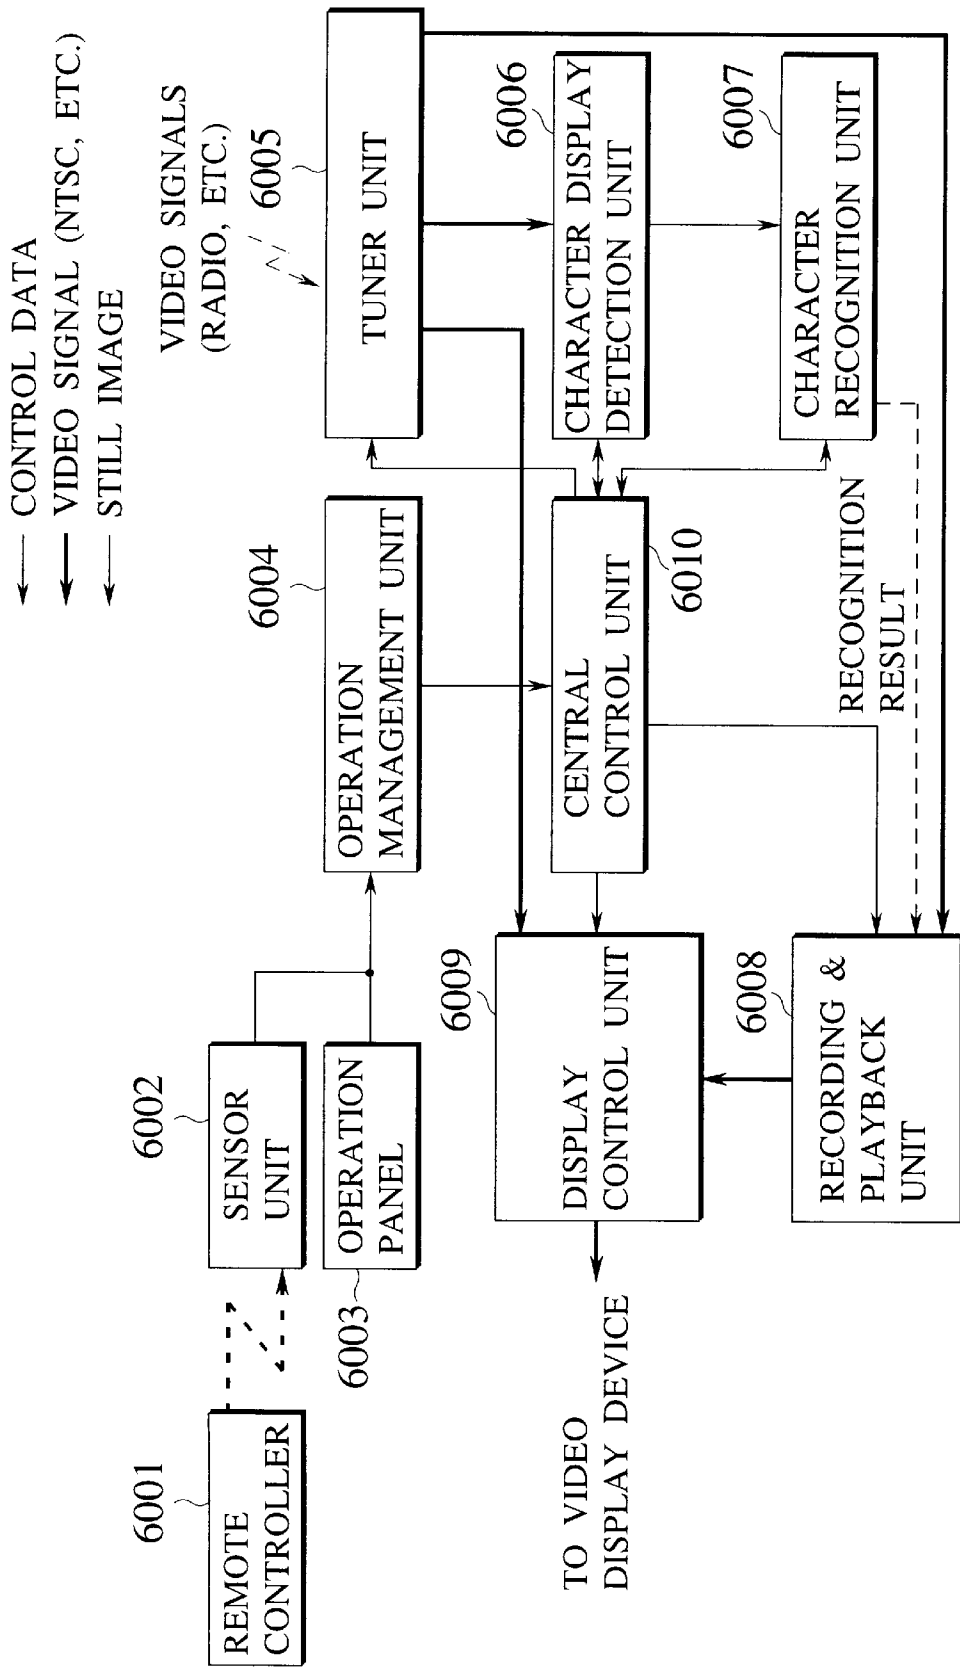 CONTROL DATA
VIDEO SIGNAL (NTSC, ETC.)
STILL IMAGE
VIDEO SIGNALS
(RADIO, ETC.)
6001
REMOTE
CONTROLLER
6002
SENSOR
UNIT
6003
OPERATION
PANEL
6004
OPERATION
MANAGEMENT UNIT
6005
TUNER UNIT
6009
DISPLAY
CONTROL UNIT
CENTRAL
CONTROL UNIT
6010
6006
CHARACTER DISPLAY
DETECTION UNIT
TO VIDEO
DISPLAY DEVICE
6008
RECORDING &
PLAYBACK
UNIT
RECOGNITION
RESULT
6007
CHARACTER
RECOGNITION UNIT